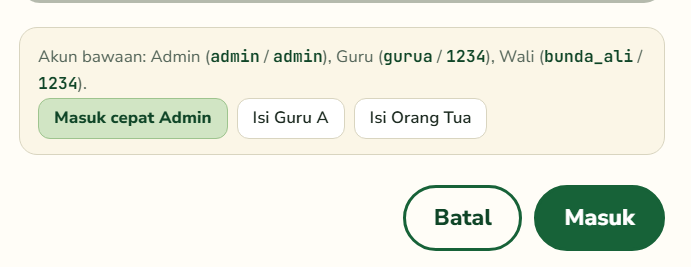 Akun bawaan: Admin (admin / admin), Guru (gurua / 1234), Wali (bunda_ali /
1234).
Masuk cepat Admin Isi Guru A Isi Orang Tua
Batal Masuk